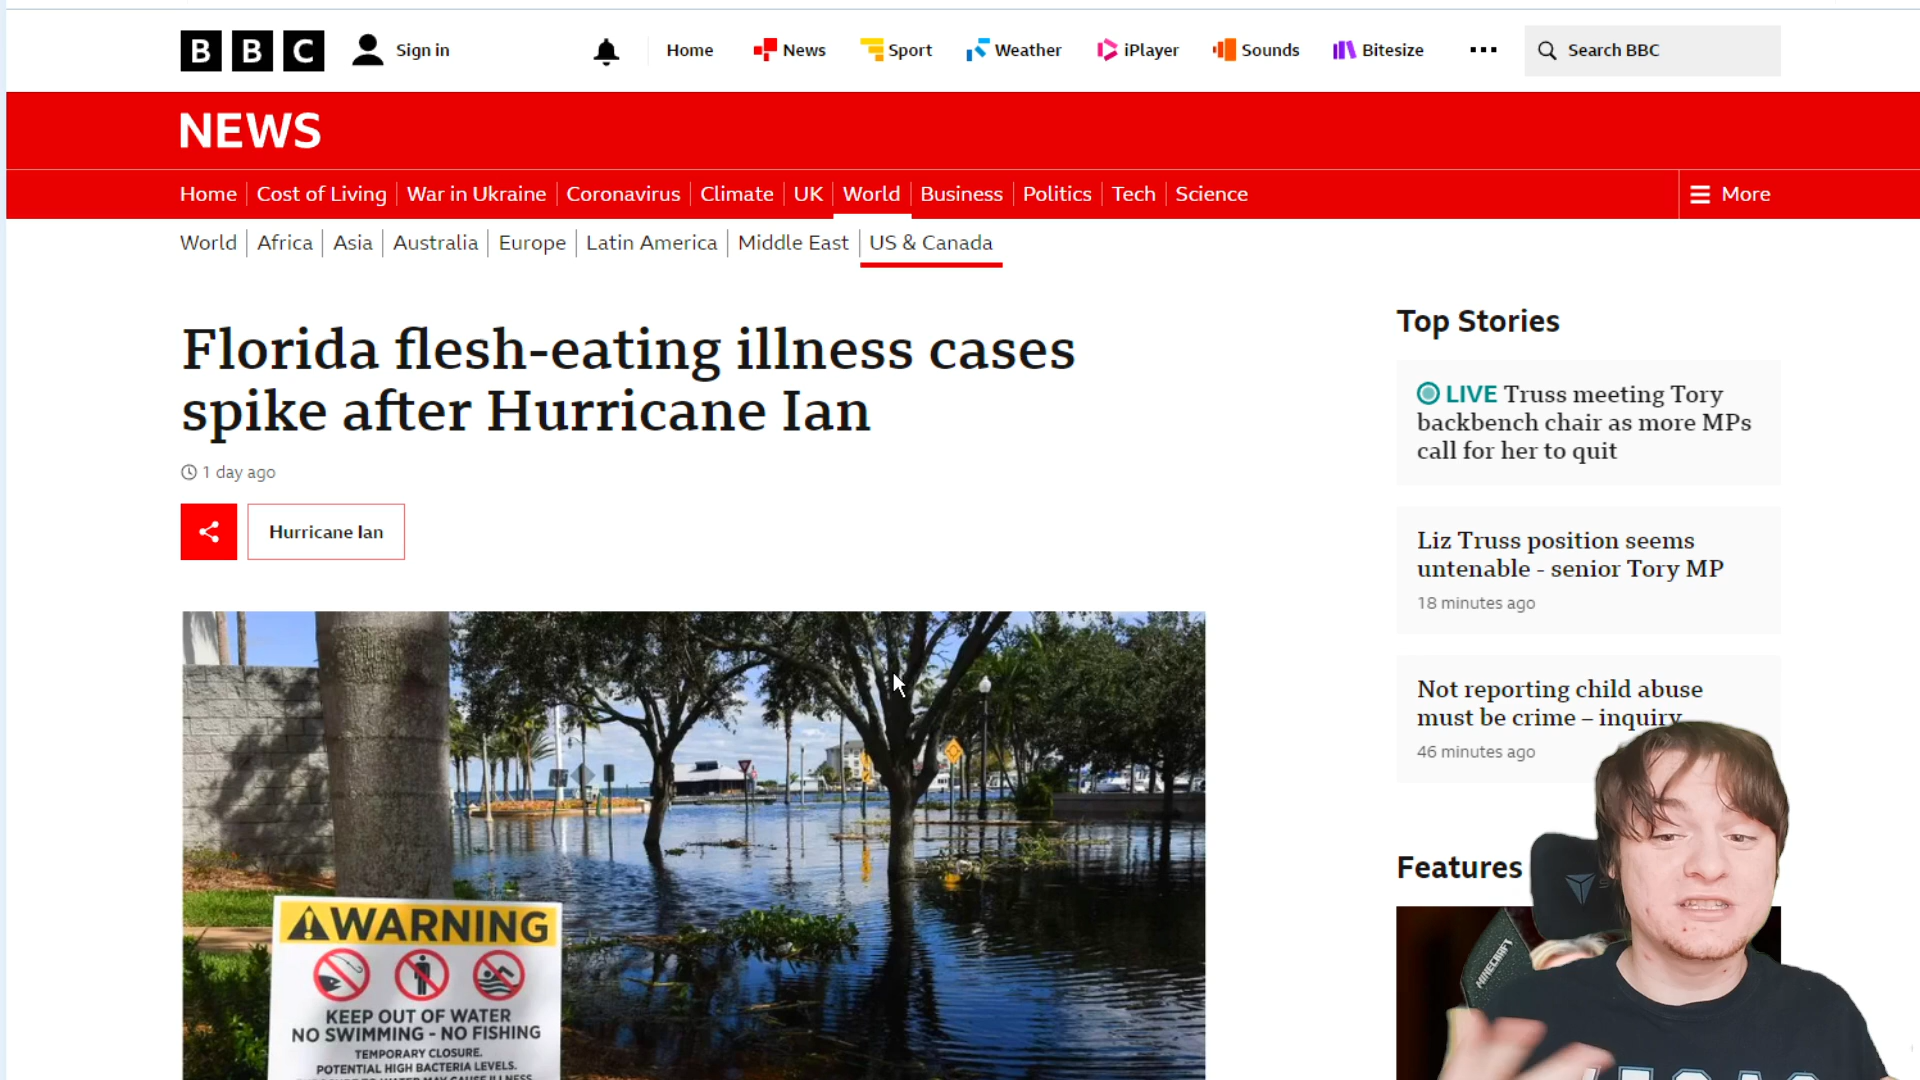 BBC Sign in Home News Sport Weather iPlayer Sounds Bitesize Search BBC
NEWS
Home Cost of Living War in Ukraine Coronavirus Climate UK World Business Politics Tech Science More
World Africa Asia Australia Europe Latin America Middle East US & Canada
Florida flesh-eating illness cases
spike after Hurricane Ian
1 day ago
Hurricane Ian
WARNING
KEEP OUT OF WATER
NO SWIMMING - NO FISHING
TEMPORARY CLOSURE.
POTENTIAL HIGH BACTERIA LEVELS.
Top Stories
LIVE Truss meeting Tory
backbench chair as more MPs
call for her to quit
Liz Truss position seems
untenable - senior Tory MP
18 minutes ago
Not reporting child abuse
must be crime – inquiry
46 minutes ago
Features
MINECRAFT